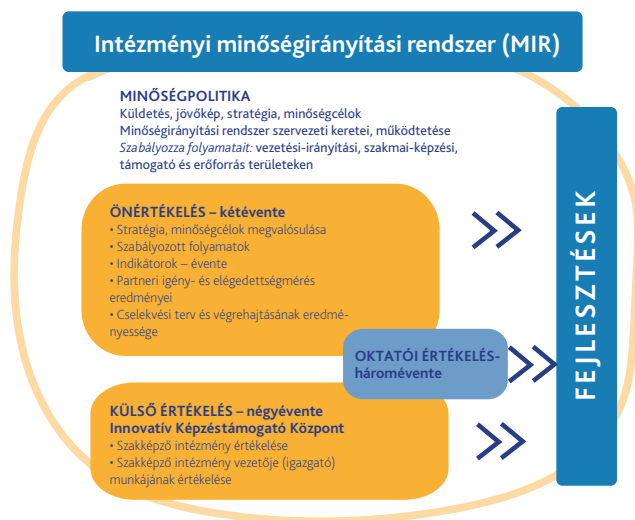 Intézményi minőségirányítási rendszer (MIR)
MINŐSÉGPOLITIKA
Küldetés, jövőkép, stratégia, minőségcélok
Minőségirányítási rendszer szervezeti keretei, működtetése
Szabályozza folyamatait: vezetési-irányítási, szakmai-képzési,
támogató és erőforrás területeken
ÖNÉRTÉKELÉS – kétévente
• Stratégia, minőségcélok megvalósulása
• Szabályozott folyamatok
• Indikátorok – évente
• Partneri igény- és elégedettségmérés
eredményei
• Cselekvési terv és végrehajtásának eredmé-
nyessége
OKTATÓI ÉRTÉKELÉS-
háromévente
KÜLSŐ ÉRTÉKELÉS – négyévente
Innovatív Képzéstámogató Központ
• Szakképző intézmény értékelése
• Szakképző intézmény vezetője (igazgató)
munkájának értékelése
FEJLESZTÉSEK